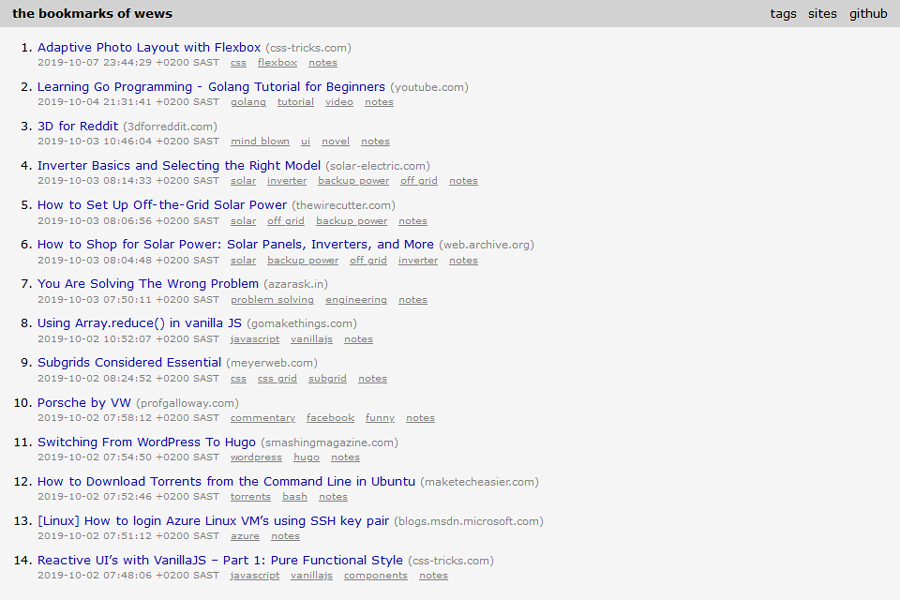 the bookmarks of wews tags sites github
1. Adaptive Photo Layout with Flexbox (css-tricks.com)
2019-10-07 23:44:29 +0200 SAST css flexbox notes
2. Learning Go Programming - Golang Tutorial for Beginners (youtube.com)
2019-10-04 21:31:41 +0200 SAST golang tutorial video notes
3. 3D for Reddit (3dforreddit.com)
2019-10-03 10:46:04 +0200 SAST mind blown ui novel notes
4. Inverter Basics and Selecting the Right Model (solar-electric.com)
2019-10-03 08:14:33 +0200 SAST solar inverter backup power off grid notes
5. How to Set Up Off-the-Grid Solar Power (thewirecutter.com)
2019-10-03 08:06:56 +0200 SAST solar off grid backup power notes
6. How to Shop for Solar Power: Solar Panels, Inverters, and More (web.archive.org)
2019-10-03 08:04:48 +0200 SAST solar backup power off grid inverter notes
7. You Are Solving The Wrong Problem (azarask.in)
2019-10-03 07:50:11 +0200 SAST problem solving engineering notes
8. Using Array.reduce() in vanilla JS (gomakethings.com)
2019-10-02 10:52:07 +0200 SAST javascript vanillajs notes
9. Subgrids Considered Essential (meyerweb.com)
2019-10-02 08:24:52 +0200 SAST css css grid subgrid notes
10. Porsche by VW (profgalloway.com)
2019-10-02 07:58:12 +0200 SAST commentary facebook funny notes
11. Switching From WordPress To Hugo (smashingmagazine.com)
2019-10-02 07:54:50 +0200 SAST wordpress hugo notes
12. How to Download Torrents from the Command Line in Ubuntu (maketecheasier.com)
2019-10-02 07:52:46 +0200 SAST torrents bash notes
13. [Linux] How to login Azure Linux VM’s using SSH key pair (blogs.msdn.microsoft.com)
2019-10-02 07:51:12 +0200 SAST azure notes
14. Reactive UI’s with VanillaJS – Part 1: Pure Functional Style (css-tricks.com)
2019-10-02 07:48:06 +0200 SAST javascript vanillajs components notes